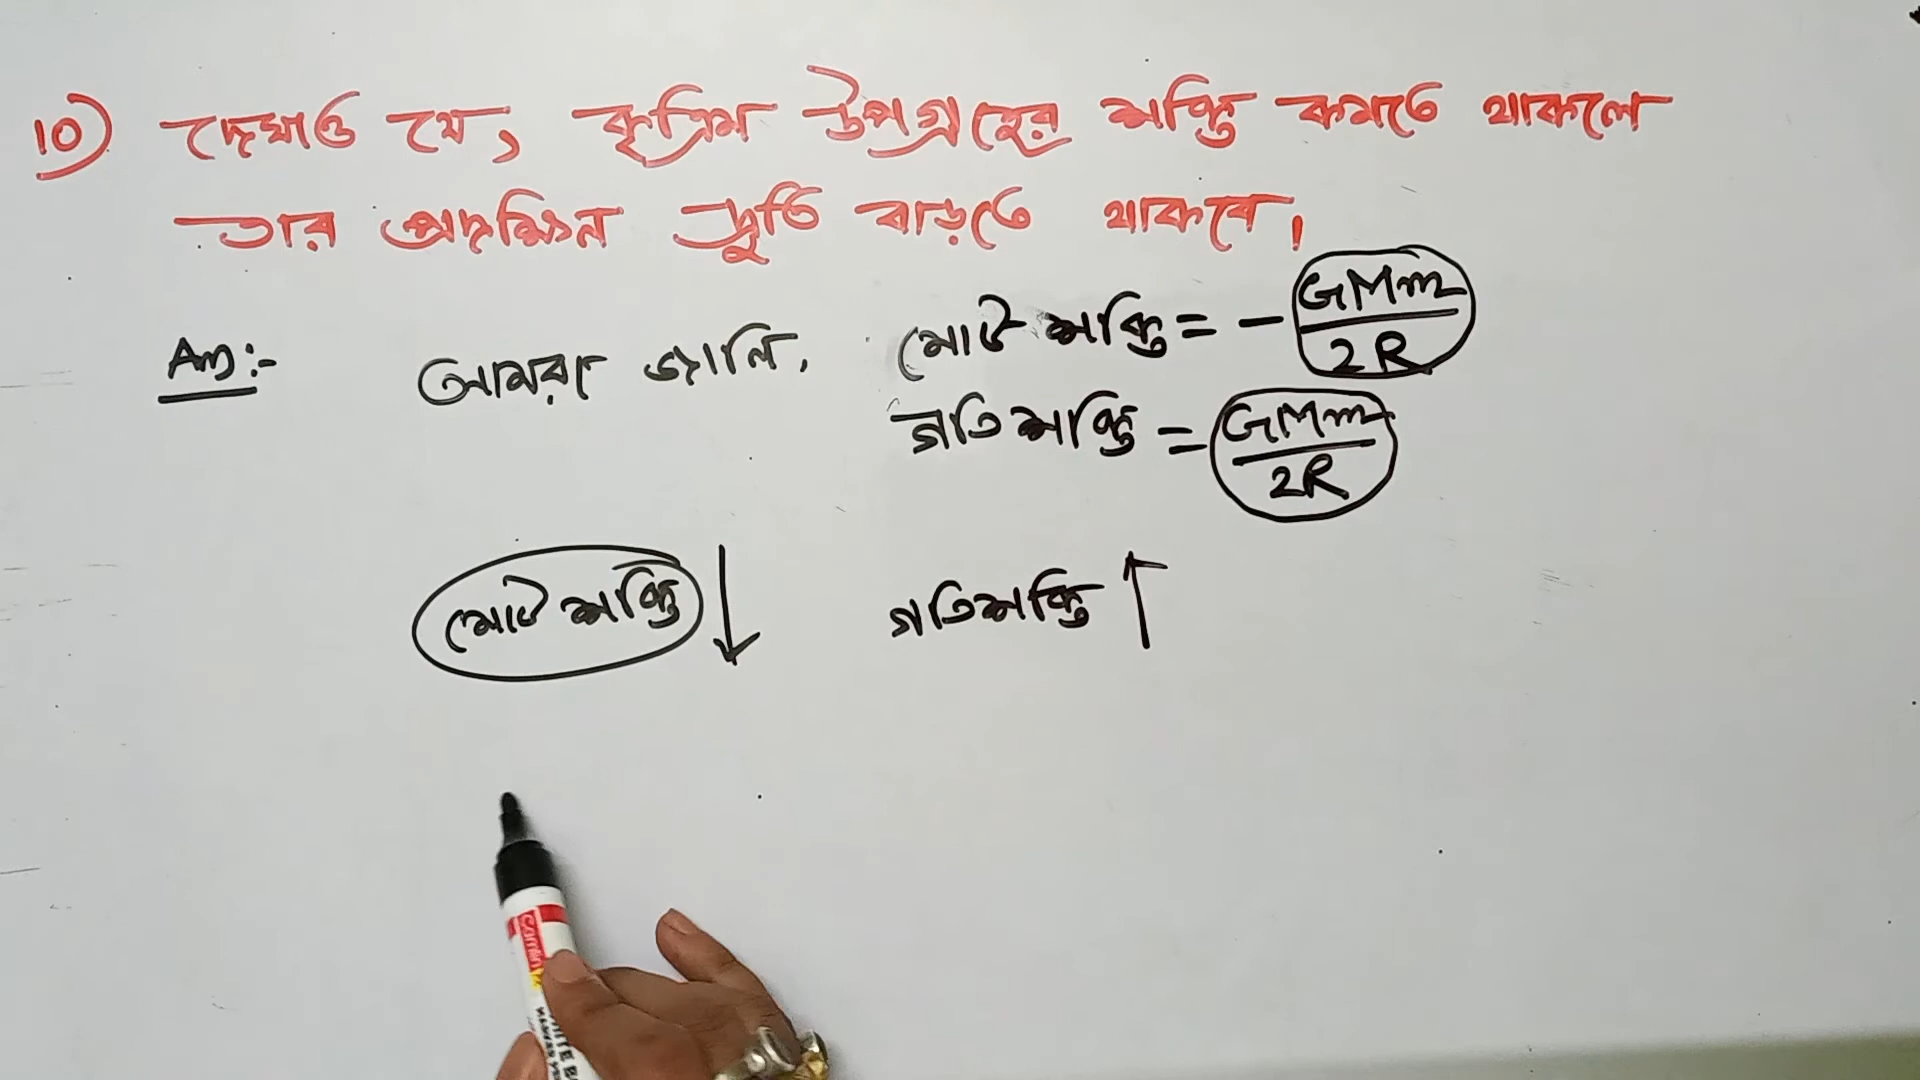 10) দেখাও যে, কৃত্রিম উপগ্রহের শক্তি কমতে থাকলে
তার প্রদক্ষিন দ্রুতি বাড়তে থাকবে।
Ans:- আমরা জানি, মোট শক্তি = - GMm / 2R
গতিশক্তি = GMm / 2R
মোট শক্তি ↓ গতিশক্তি ↑
Camlin